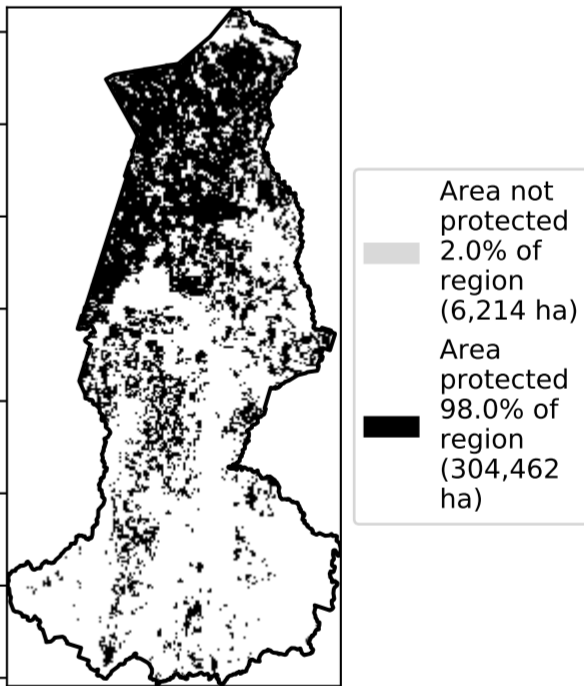 Area not
protected
2.0% of
region
(6,214 ha)
Area
protected
98.0% of
region
(304,462
ha)